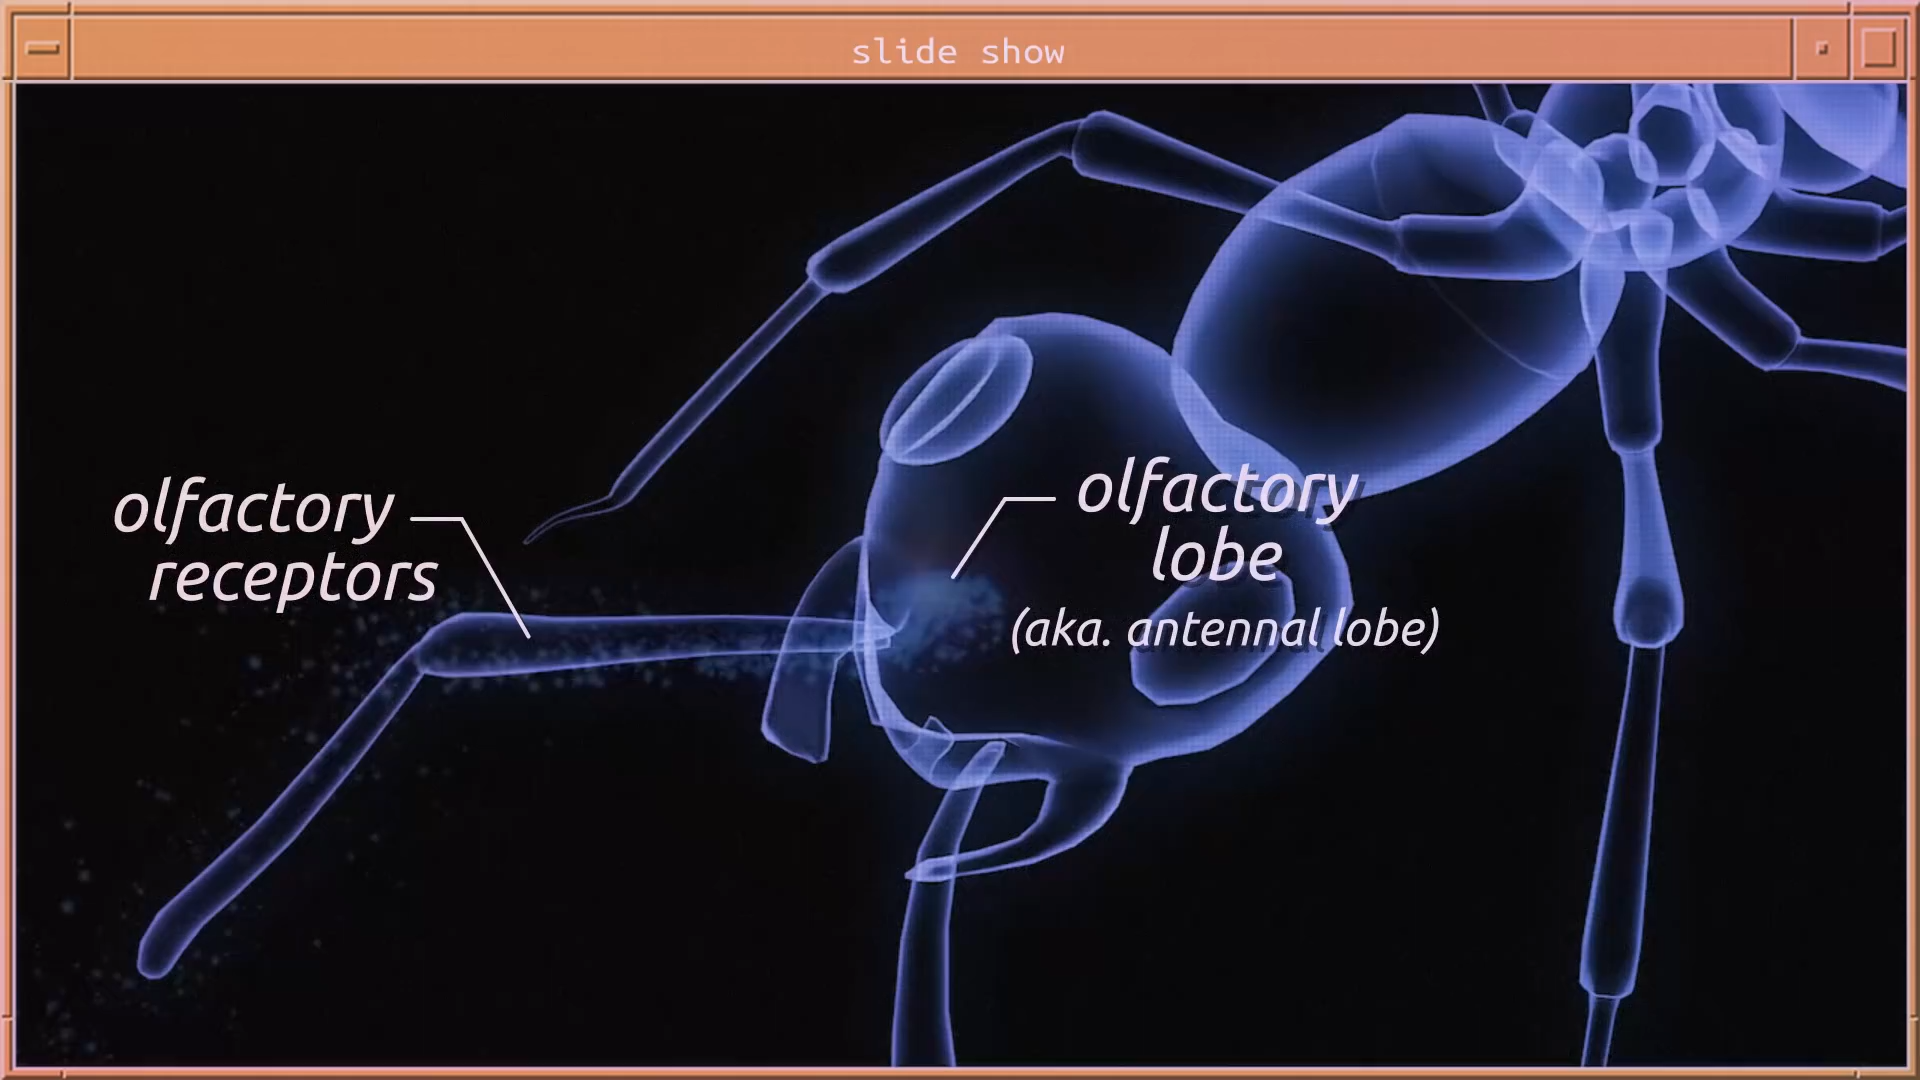 slide show
olfactory
receptors
olfactory
lobe
(aka. antennal lobe)